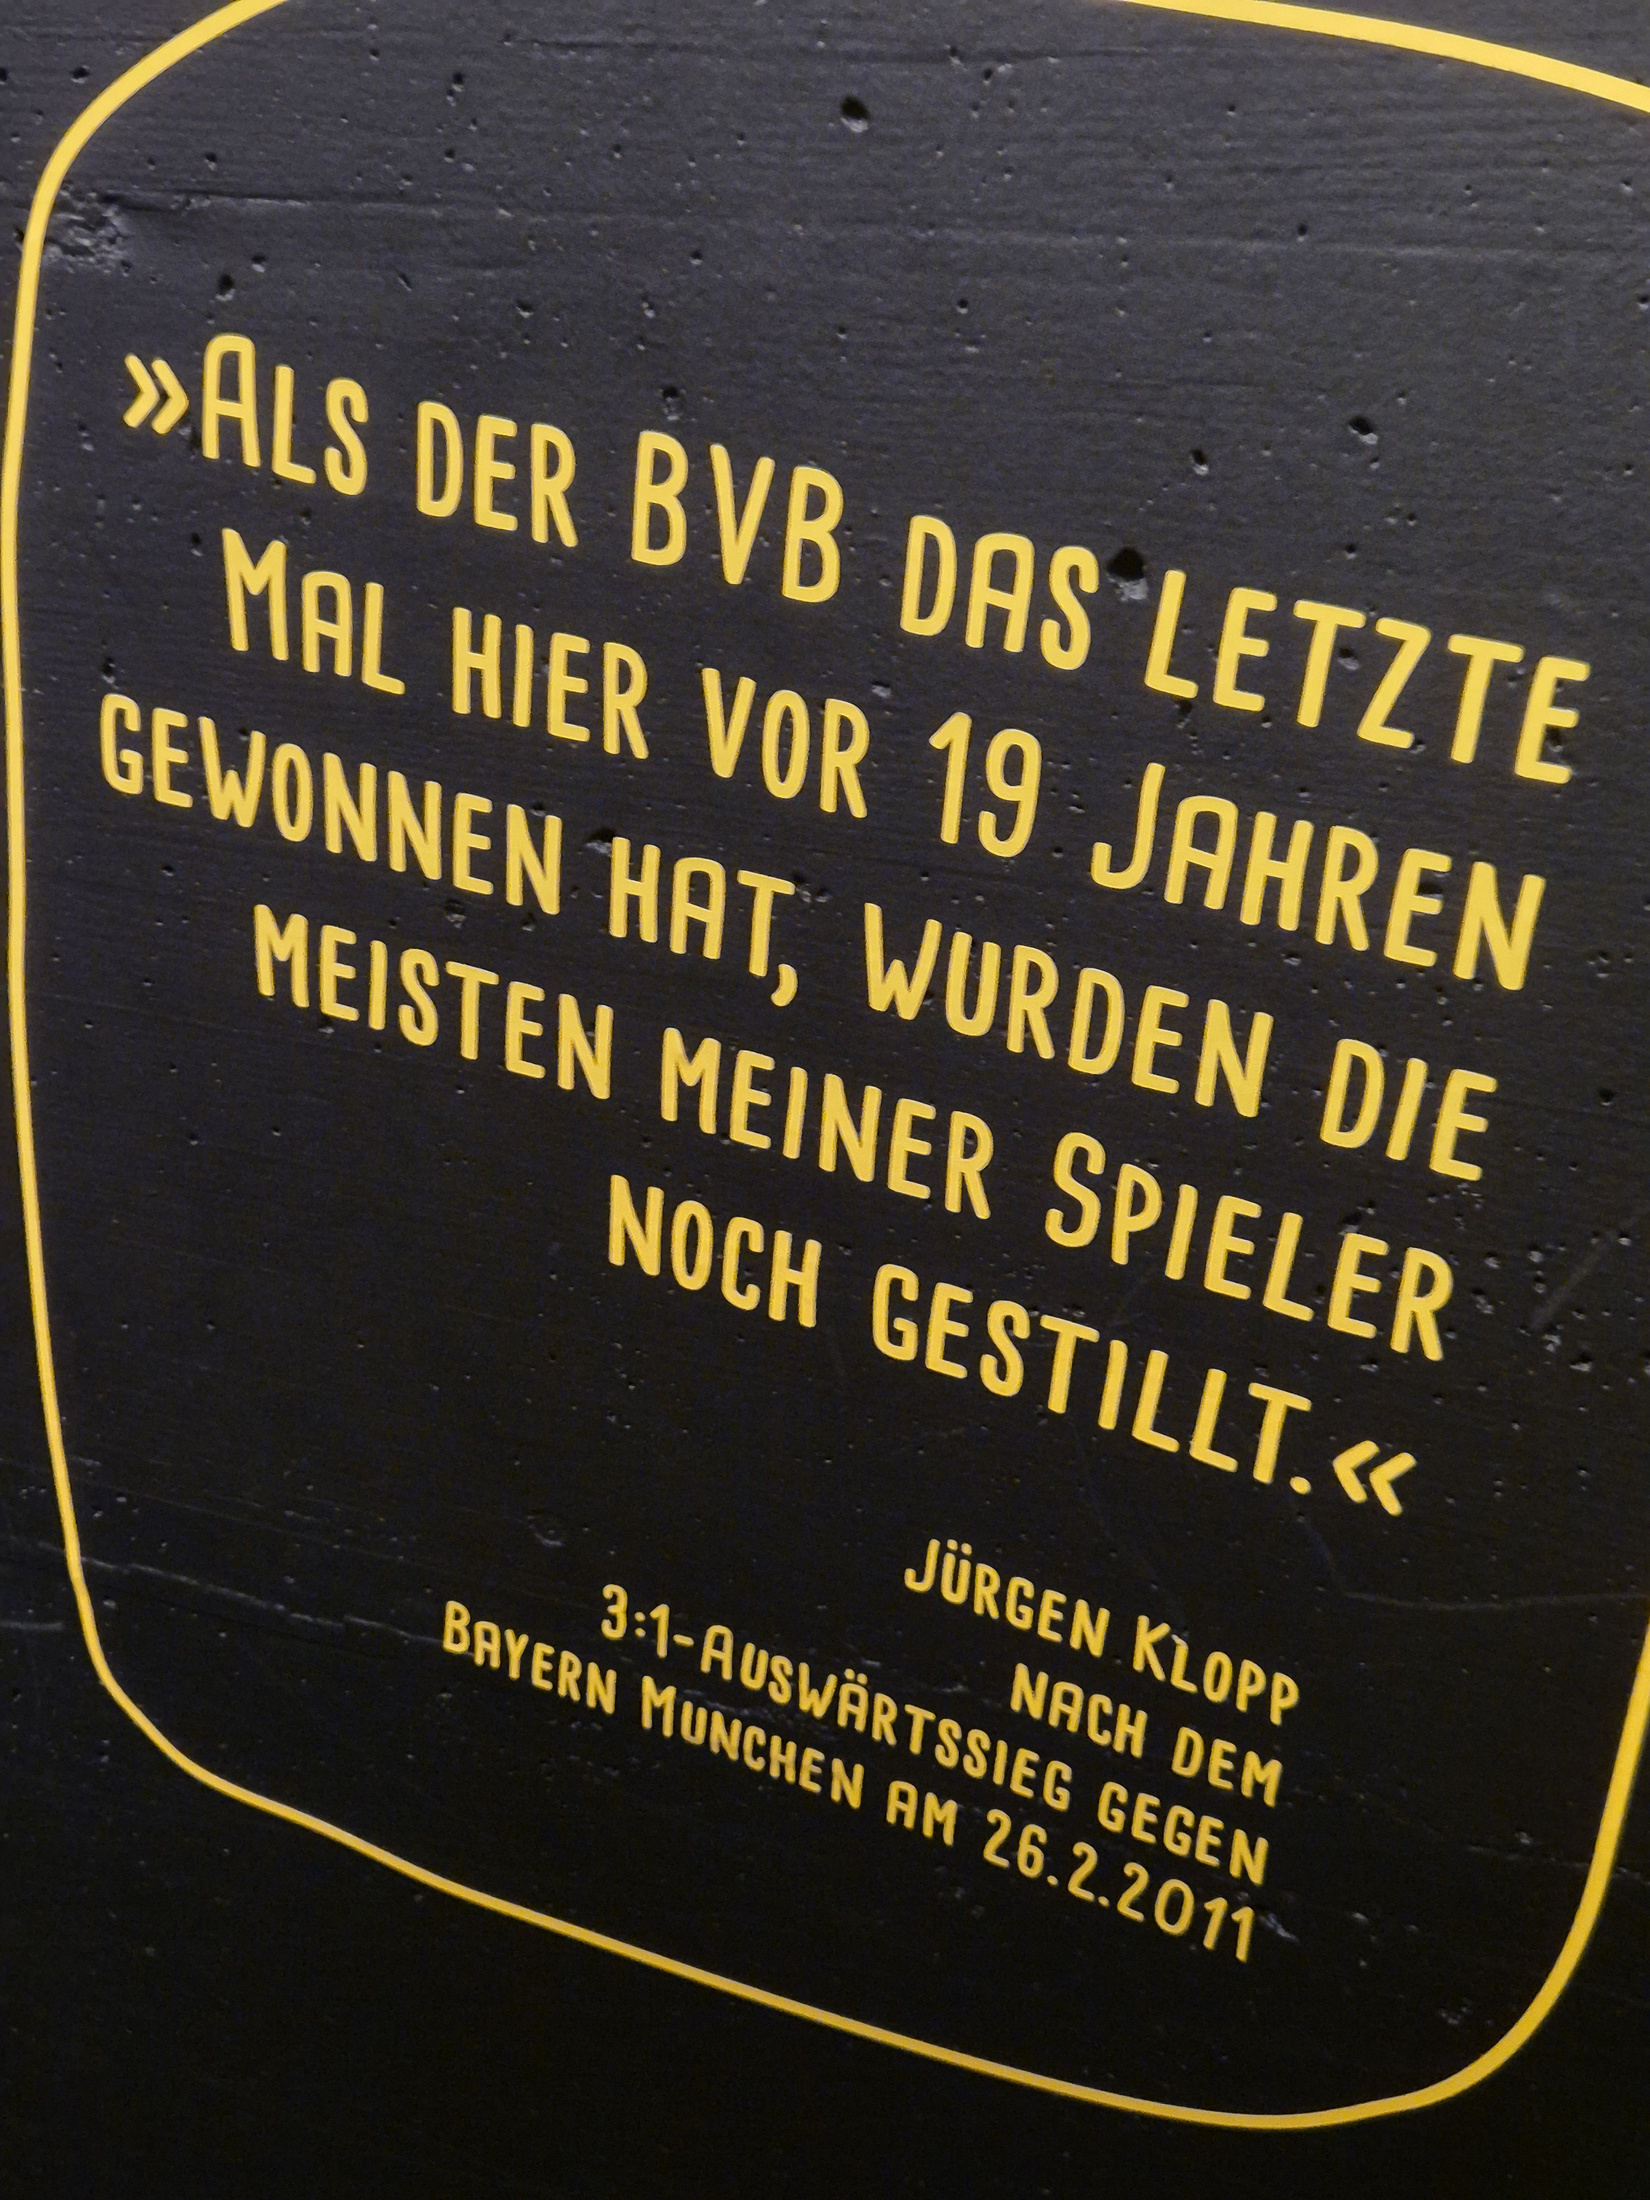 »Als der BVB das letzte
Mal hier vor 19 Jahren
gewonnen hat, wurden die
meisten meiner Spieler
noch gestillt.«
Jürgen Klopp
nach dem
3:1-Auswärtssieg gegen
Bayern Munchen am 26.2.2011